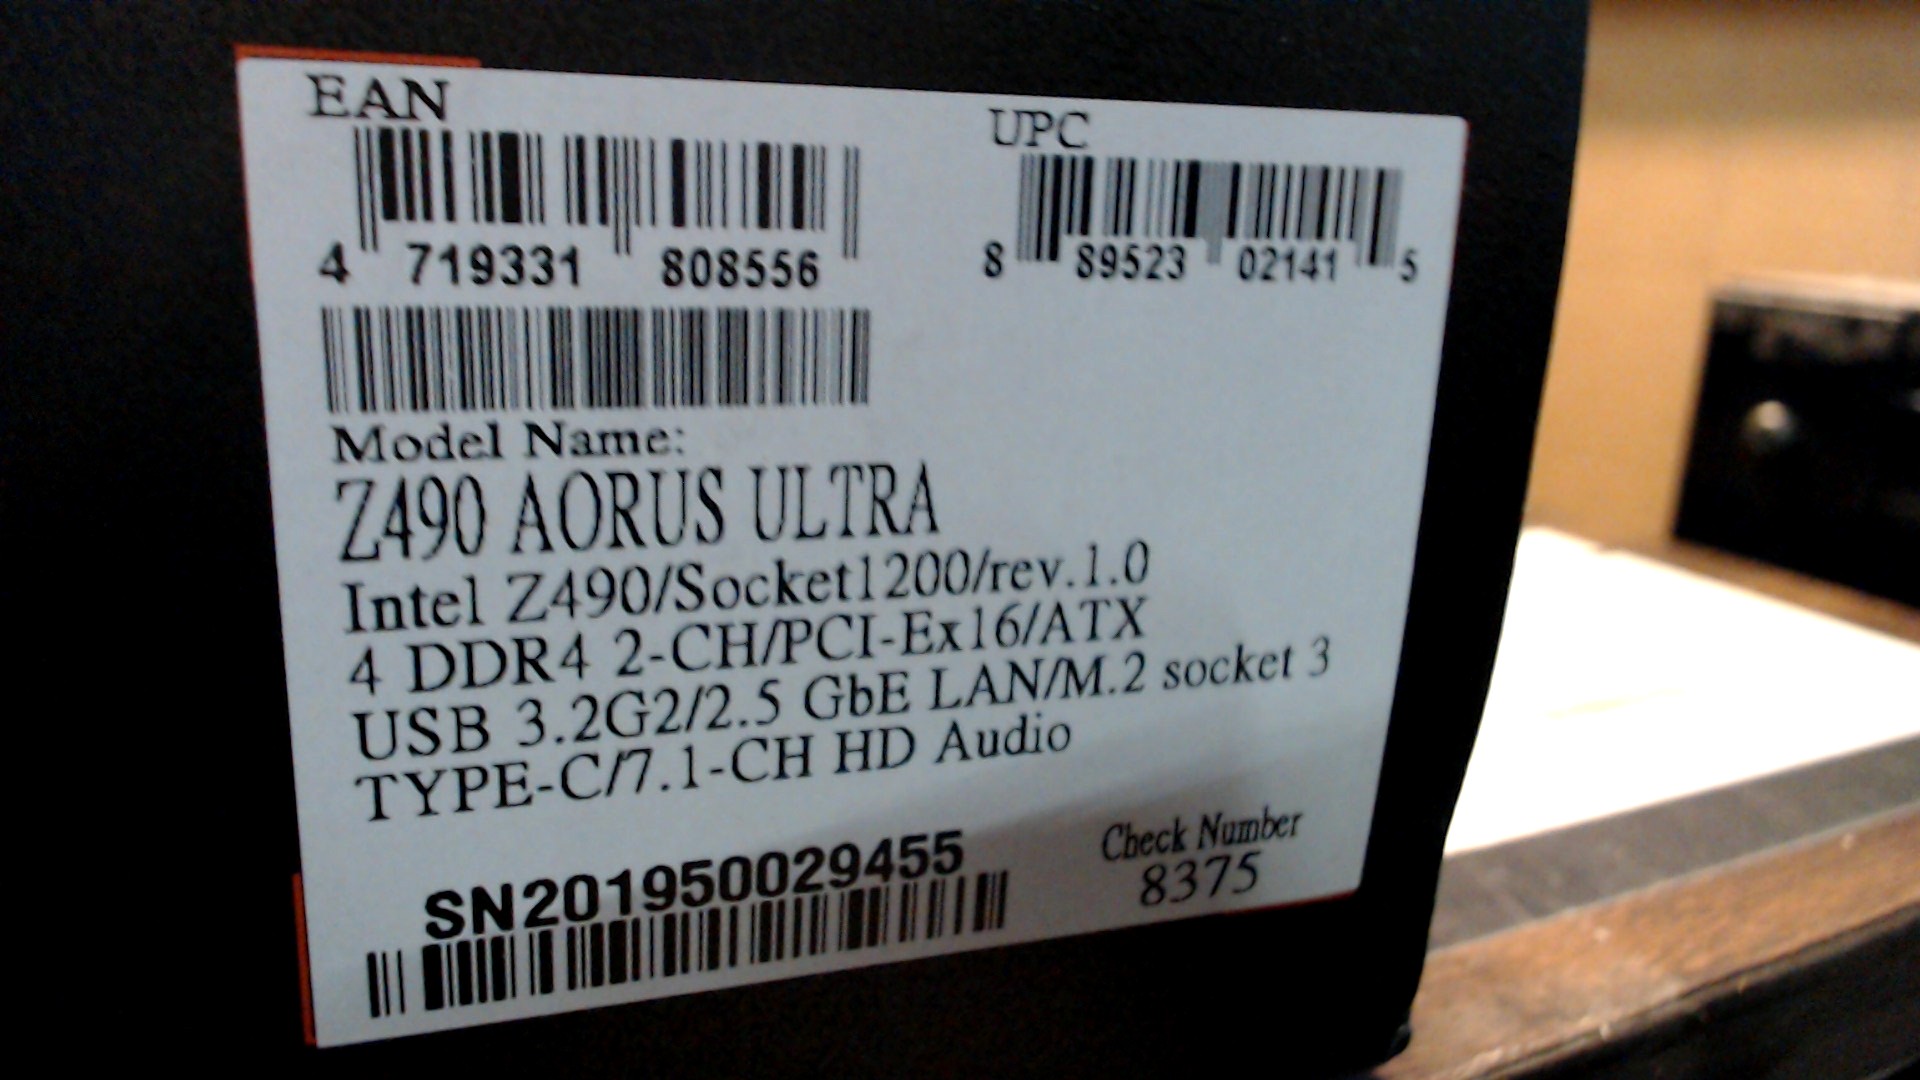 EAN
UPC
4 719331 808556
8 89523 02141 5
Model Name:
Z490 AORUS ULTRA
Intel Z490/Socket1200/rev.1.0
4 DDR4 2-CH/PCI-Ex16/ATX
USB 3.2G2/2.5 GbE LAN/M.2 socket 3
TYPE-C/7.1-CH HD Audio
SN201950029455
Check Number
8375